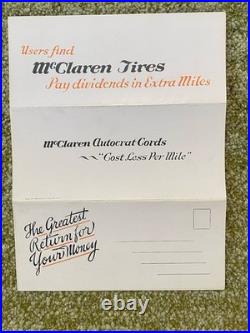 Users find
McClaren Tires
Pay dividends in Extra Miles
McClaren Autocrat Cords
"Cost Less Per Mile"
The Greatest
Return for
Your Money